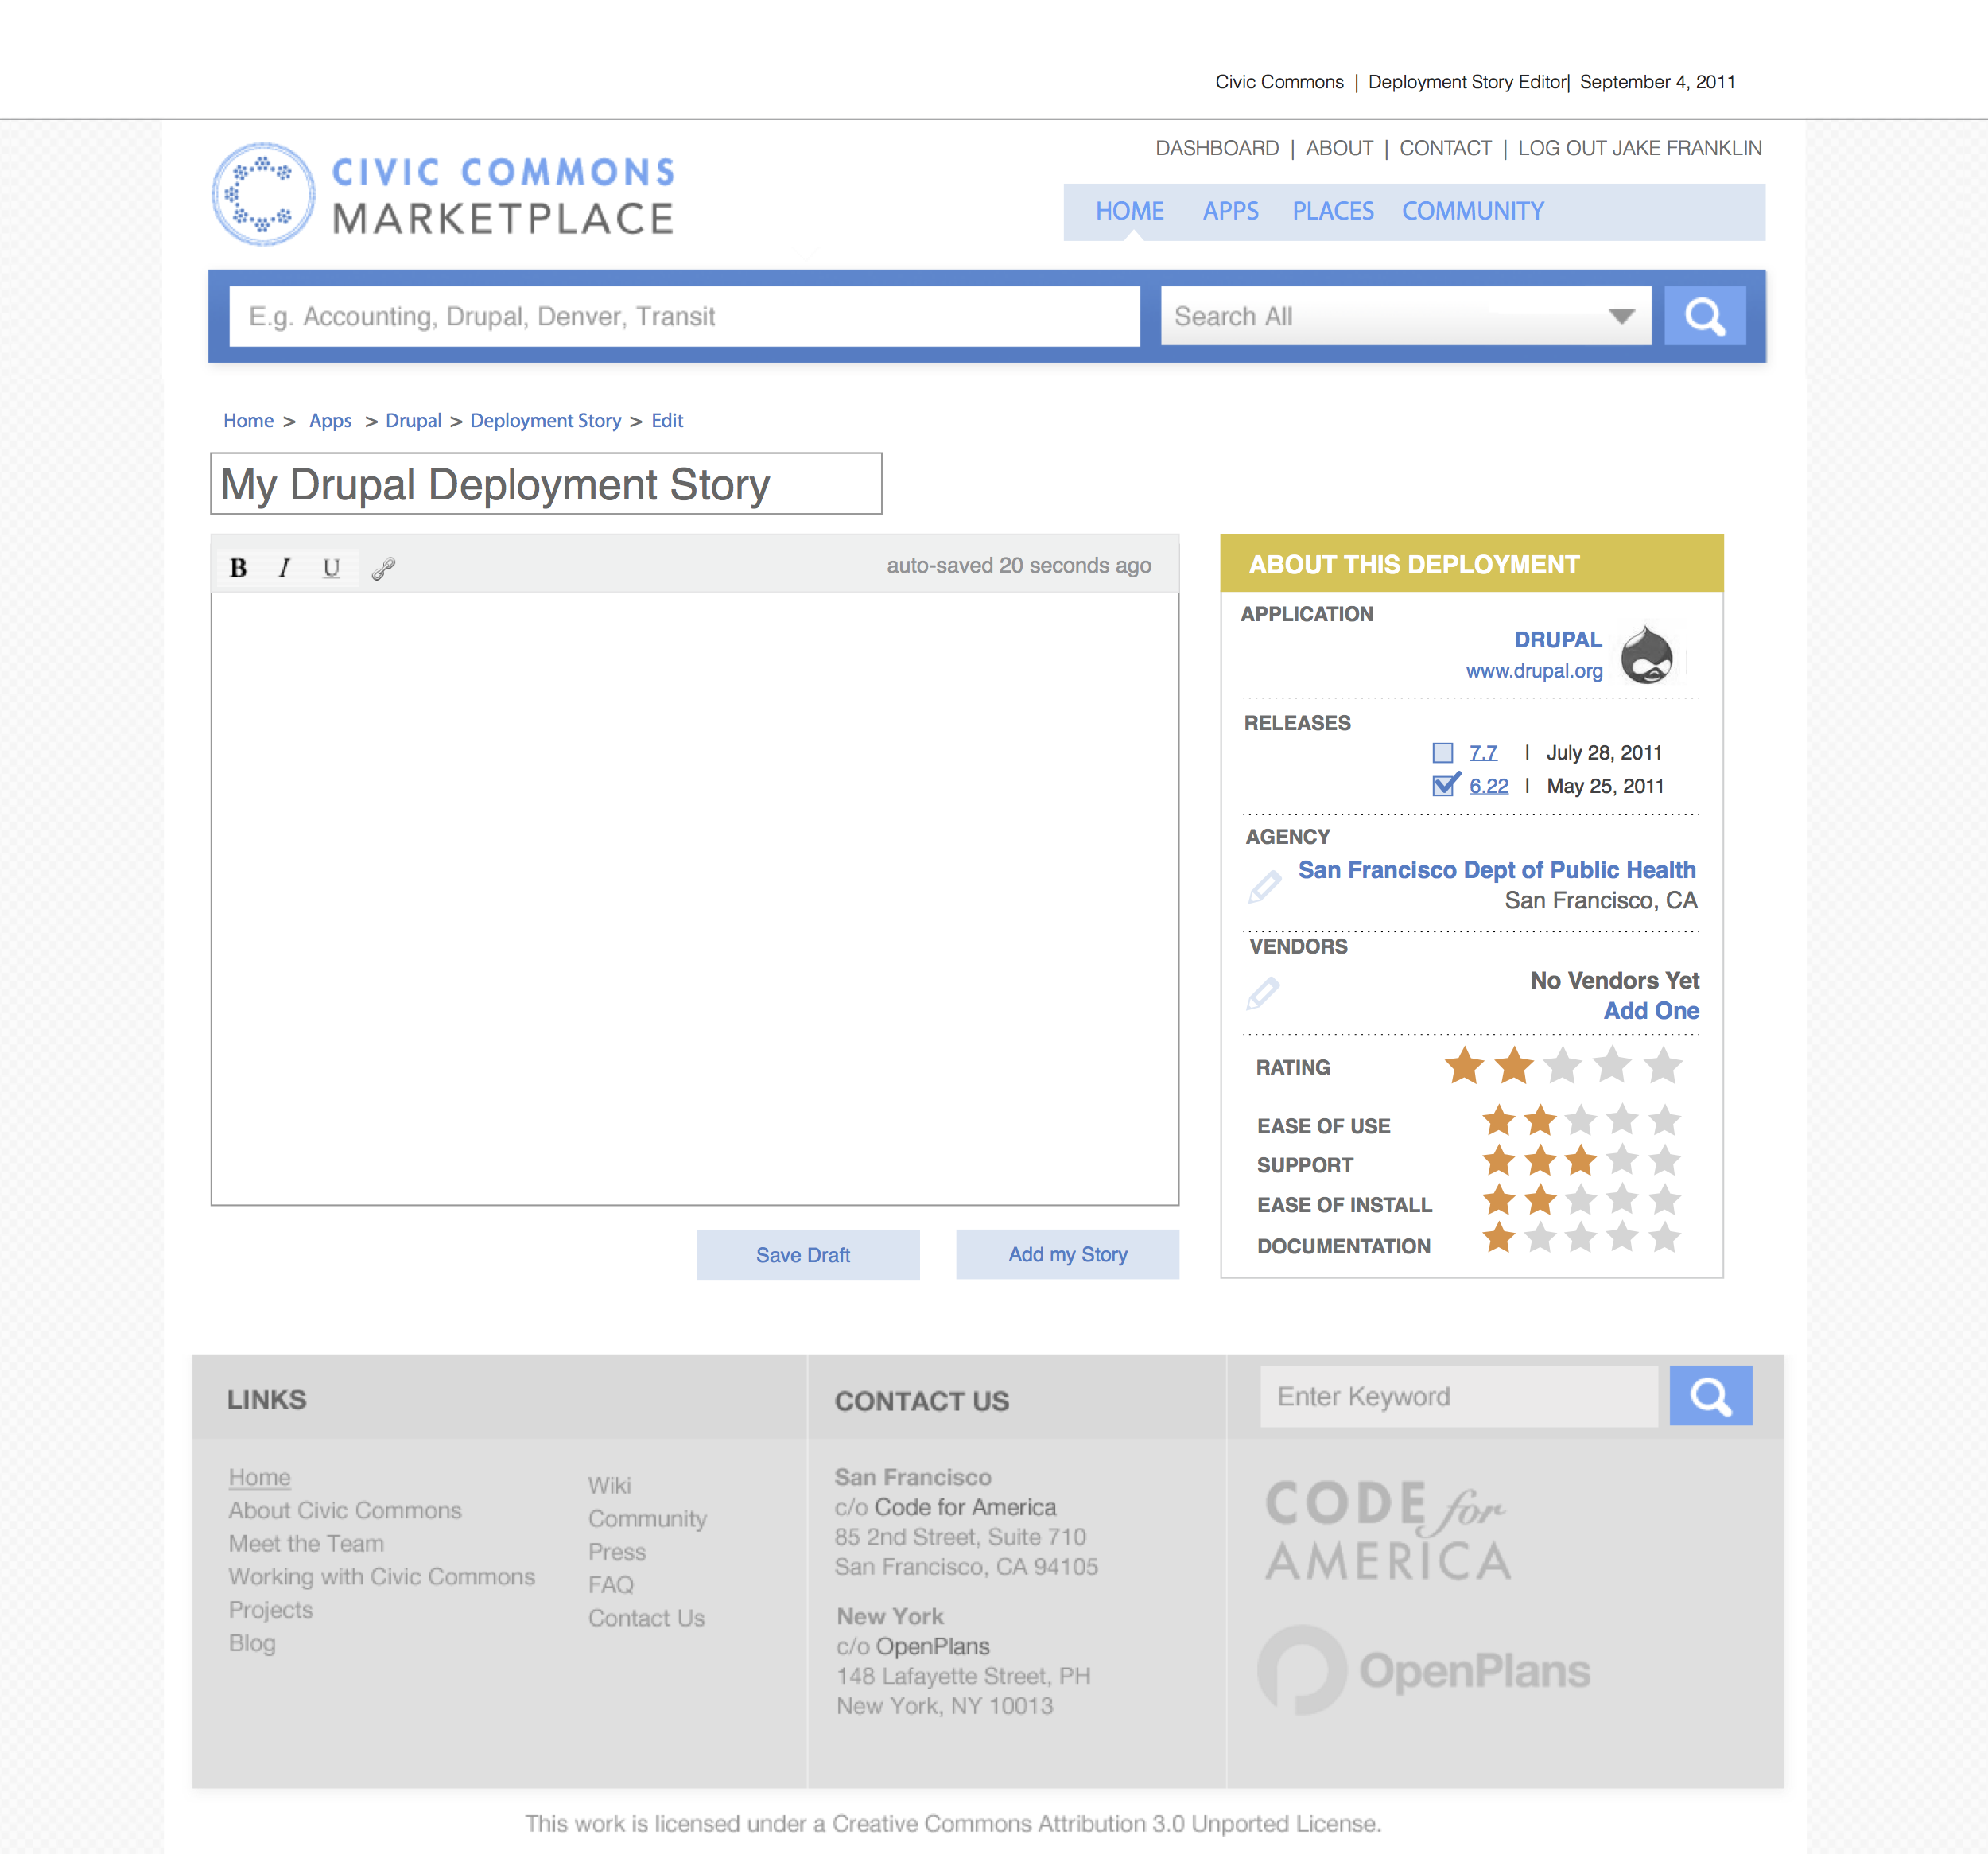 Civic Commons | Deployment Story Editor| September 4, 2011
DASHBOARD | ABOUT | CONTACT | LOG OUT JAKE FRANKLIN
CIVIC COMMONS
MARKETPLACE
HOME APPS PLACES COMMUNITY
E.g. Accounting, Drupal, Denver, Transit
Search All
Home > Apps > Drupal > Deployment Story > Edit
My Drupal Deployment Story
B I U
auto-saved 20 seconds ago
ABOUT THIS DEPLOYMENT
APPLICATION
DRUPAL
www.drupal.org
RELEASES
7.7 | July 28, 2011
6.22 | May 25, 2011
AGENCY
San Francisco Dept of Public Health
San Francisco, CA
VENDORS
No Vendors Yet
Add One
RATING
EASE OF USE
SUPPORT
EASE OF INSTALL
DOCUMENTATION
Save Draft
Add my Story
LINKS
Home
About Civic Commons
Meet the Team
Working with Civic Commons
Projects
Blog
Wiki
Community
Press
FAQ
Contact Us
CONTACT US
San Francisco
c/o Code for America
85 2nd Street, Suite 710
San Francisco, CA 94105
New York
c/o OpenPlans
148 Lafayette Street, PH
New York, NY 10013
Enter Keyword
CODE for
AMERICA
OpenPlans
This work is licensed under a Creative Commons Attribution 3.0 Unported License.